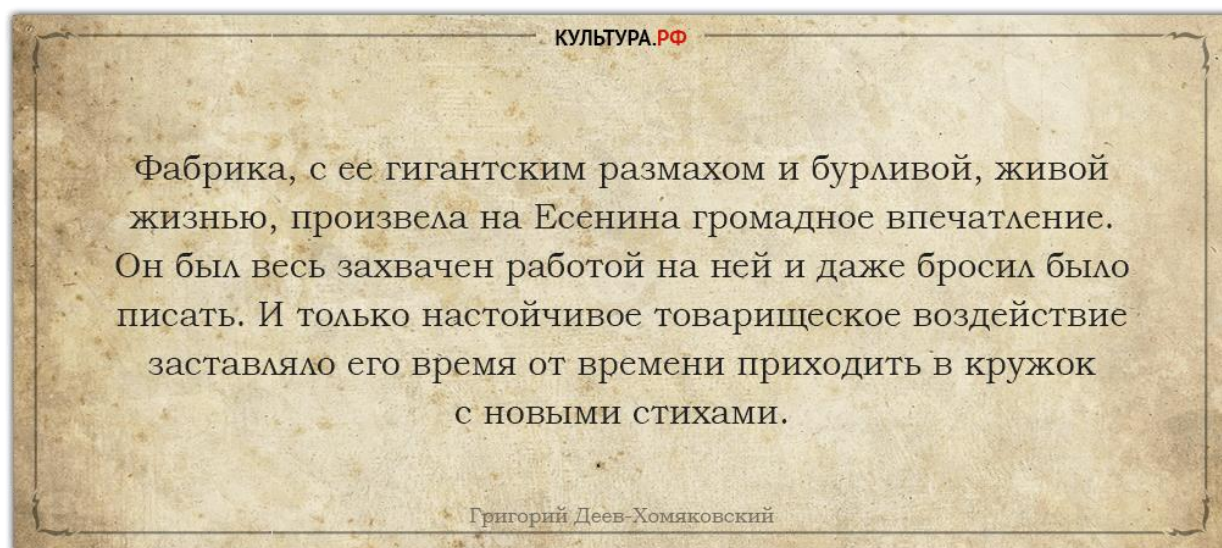 КУЛЬТУРА.РФ
Фабрика, с ее гигантским размахом и бурливой, живой
жизнью, произвела на Есенина громадное впечатление.
Он был весь захвачен работой на ней и даже бросил было
писать. И только настойчивое товарищеское воздействие
заставляло его время от времени приходить в кружок
с новыми стихами.
Григорий Деев-Хомяковский